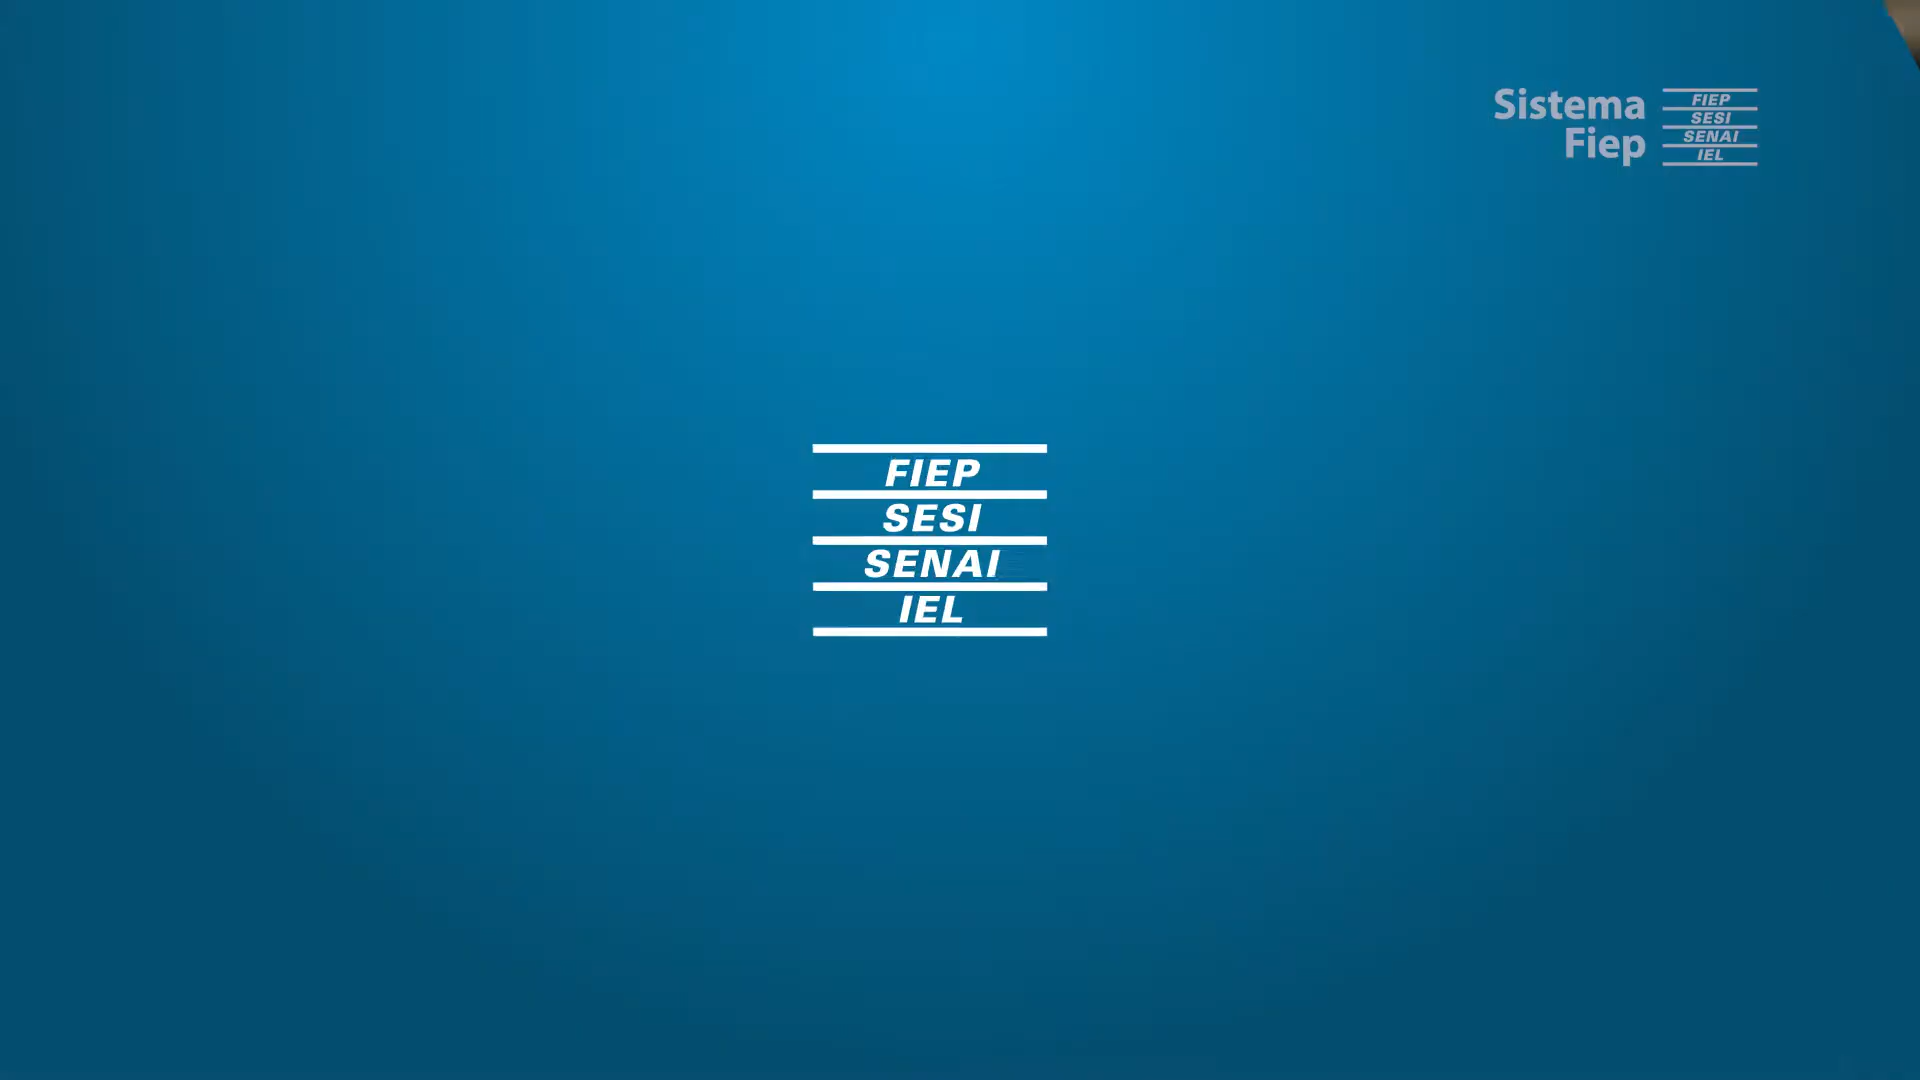 Sistema
Fiep
FIEP
SESI
SENAI
IEL
FIEP
SESI
SENAI
IEL